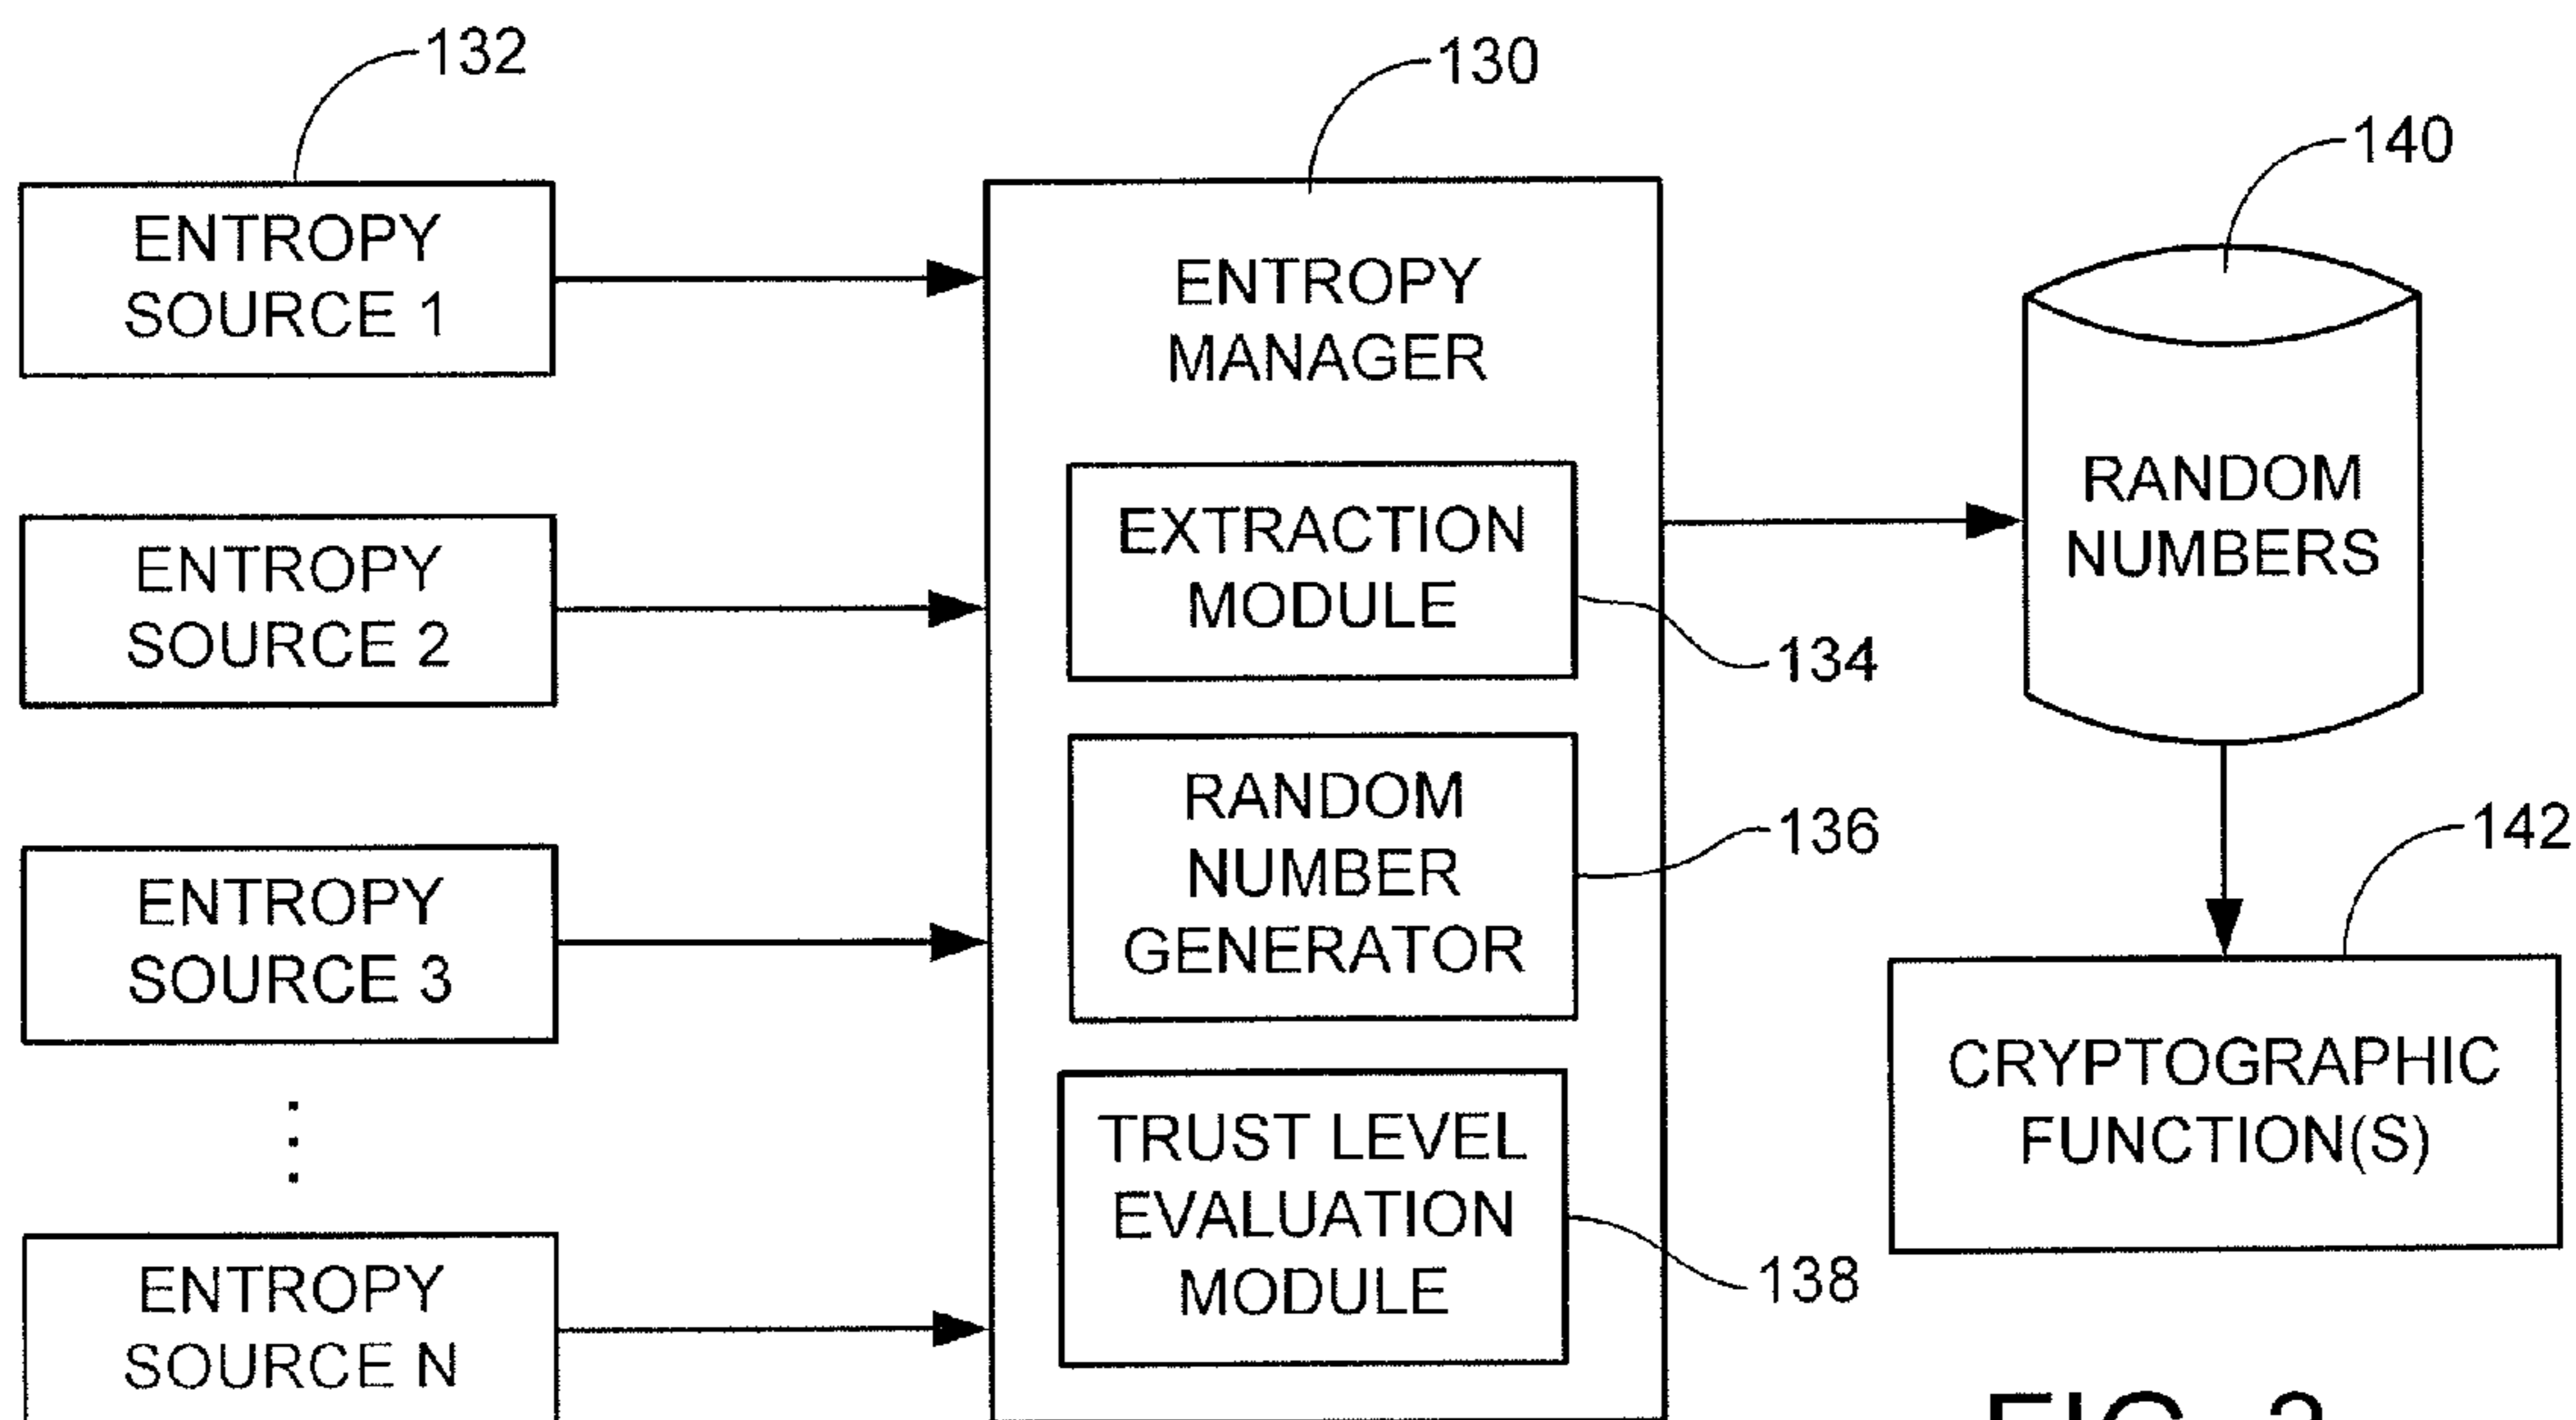 132
130
140
ENTROPY
SOURCE 1
ENTROPY
SOURCE 2
ENTROPY
SOURCE 3
ENTROPY
SOURCE N
ENTROPY
MANAGER
EXTRACTION
MODULE
134
RANDOM
NUMBER
GENERATOR
136
TRUST LEVEL
EVALUATION
MODULE
138
RANDOM
NUMBERS
142
CRYPTOGRAPHIC
FUNCTION(S)